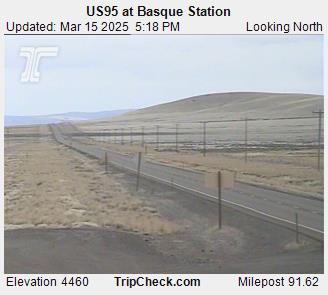 US95 at Basque Station
Updated: Mar 15 2025 5:18 PM Looking North
Elevation 4460 TripCheck.com Milepost 91.62